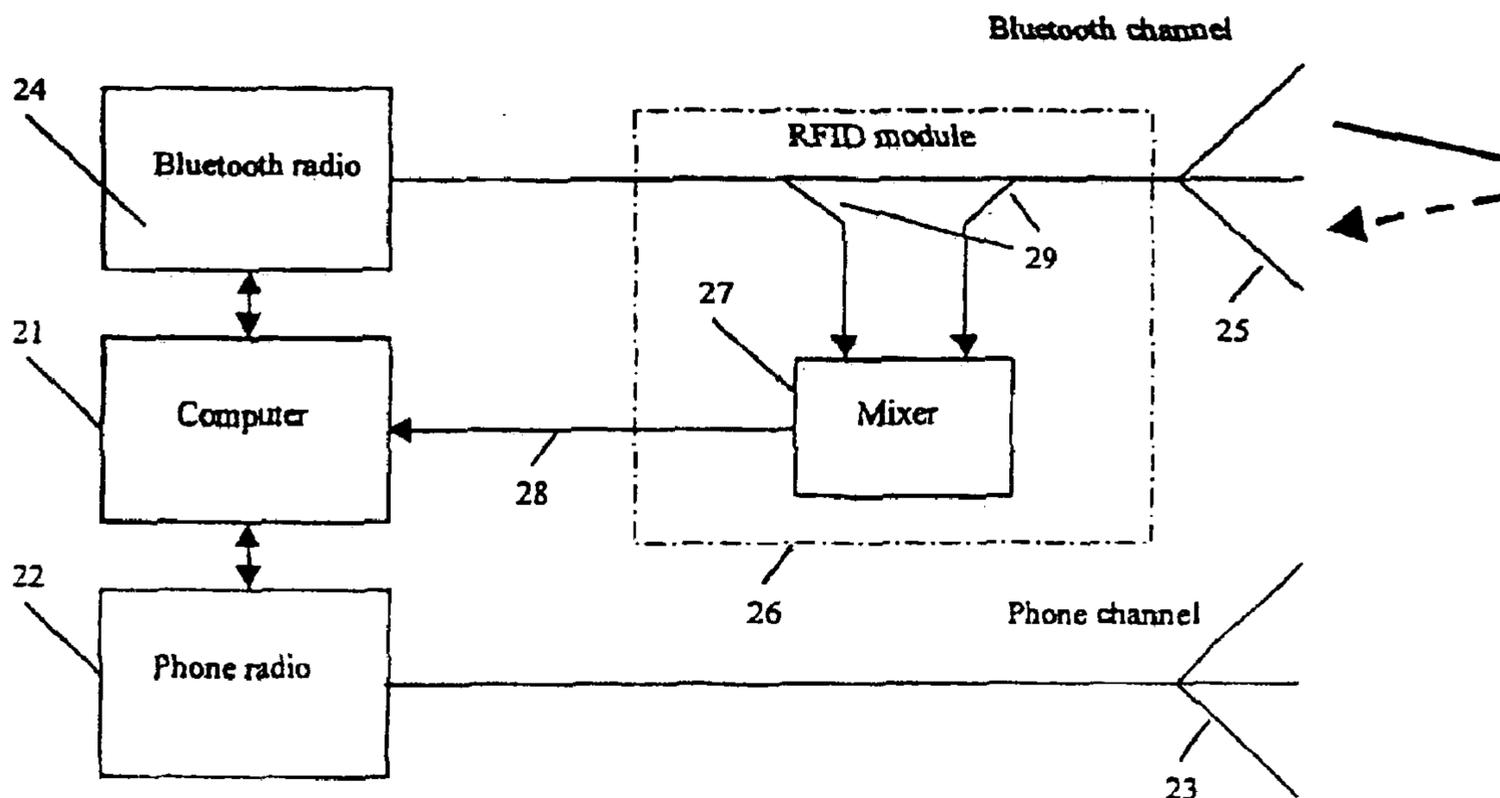 Bluetooth channel
24
RFID module
Bluetooth radio
29
27
25
21
Computer
Mixer
28
22
26
Phone channel
Phone radio
23